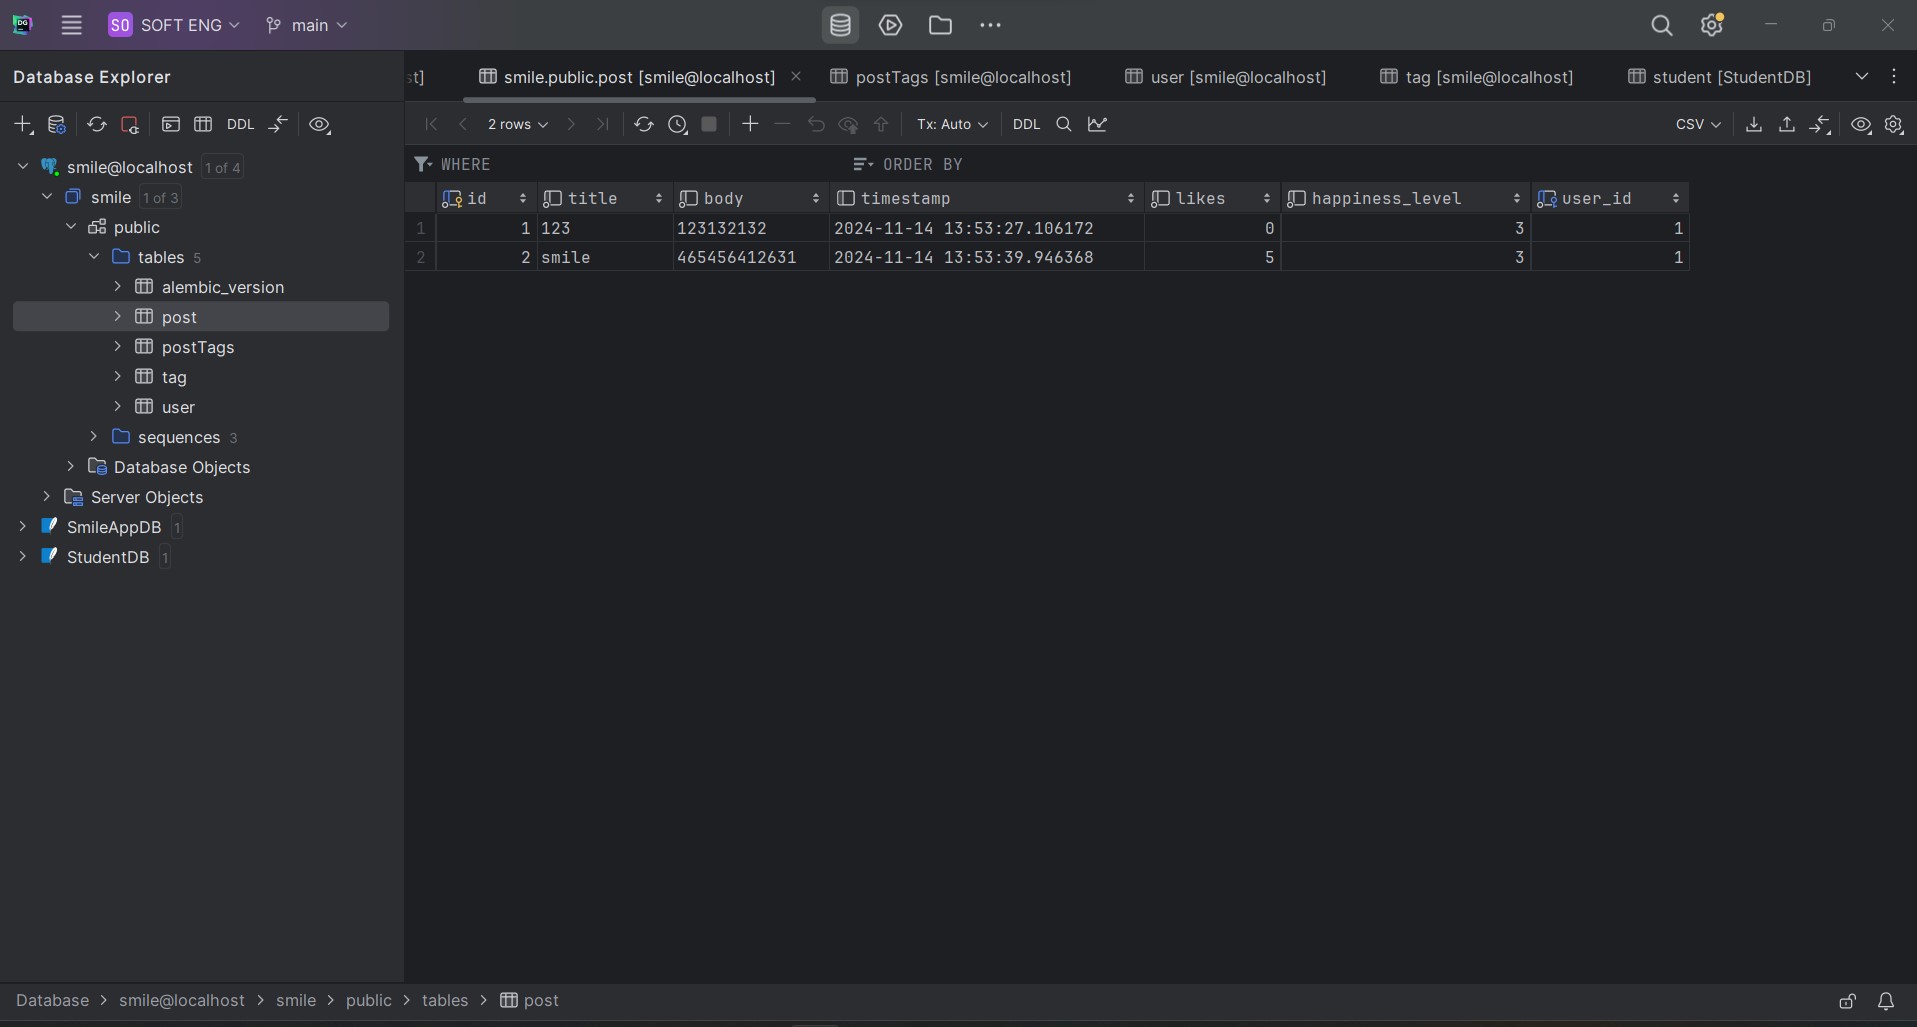 DG SO SOFT ENG main
Database Explorer
st] smile.public.post [smile@localhost] postTags [smile@localhost] user [smile@localhost] tag [smile@localhost] student [StudentDB]
DDL 2 rows Tx: Auto DDL CSV
WHERE ORDER BY
smile@localhost 1 of 4
smile 1 of 3
public
tables 5
alembic_version
post
postTags
tag
user
sequences 3
Database Objects
Server Objects
SmileAppDB 1
StudentDB 1
id title body timestamp likes happiness_level user_id
1 1 123 123132132 2024-11-14 13:53:27.106172 0 3 1
2 2 smile 465456412631 2024-11-14 13:53:39.946368 5 3 1
Database > smile@localhost > smile > public > tables > post